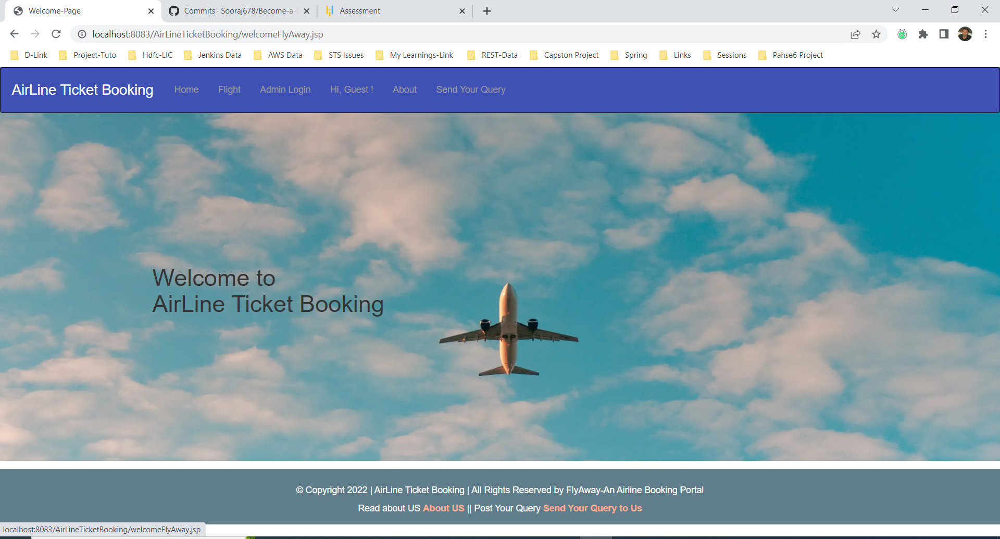 Welcome-Page
Commits · Sooraj678/Become-a-
Assessment
localhost:8083/AirLineTicketBooking/welcomeFlyAway.jsp
D-Link Project-Tuto Hdfc-LIC Jenkins Data AWS Data STS Issues My Learnings-Link REST-Data Capston Project Spring Links Sessions Pahse6 Project
AirLine Ticket Booking Home Flight Admin Login Hi, Guest ! About Send Your Query
Welcome to
AirLine Ticket Booking
© Copyright 2022 | AirLine Ticket Booking | All Rights Reserved by FlyAway-An Airline Booking Portal
Read about US About US || Post Your Query Send Your Query to Us
localhost:8083/AirLineTicketBooking/welcomeFlyAway.jsp